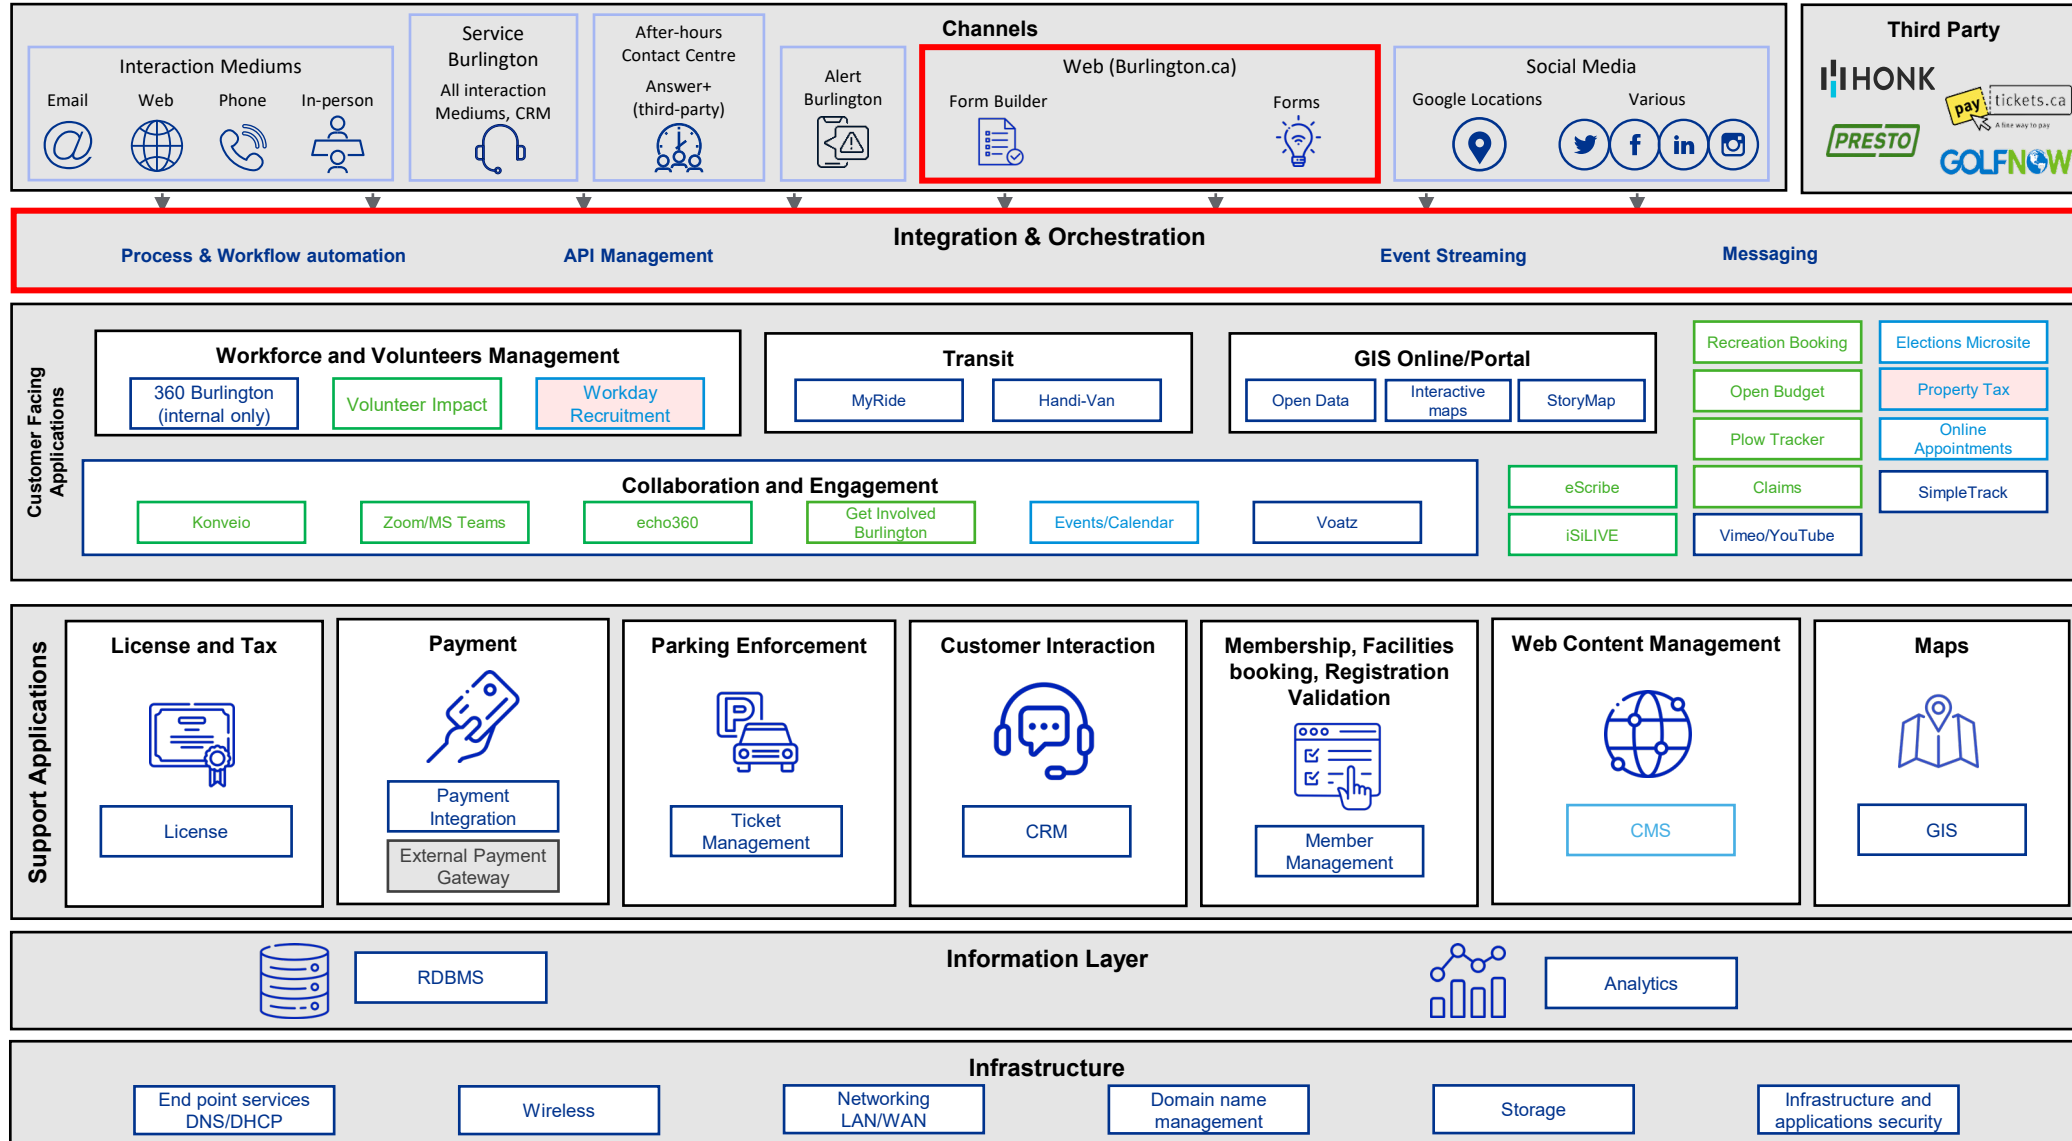 Channels
Interaction Mediums
Email
Web
Phone
In-person
Service
Burlington
All interaction
Mediums, CRM
After-hours
Contact Centre
Answer+
(third-party)
Alert
Burlington
Web (Burlington.ca)
Form Builder
Forms
Social Media
Google Locations
Various
Third Party
HONK
pay
tickets.ca
A fine way to pay
PRESTO
GOLFNOW
Integration & Orchestration
Process & Workflow automation
API Management
Event Streaming
Messaging
Customer Facing
Applications
Workforce and Volunteers Management
360 Burlington
(internal only)
Volunteer Impact
Workday
Recruitment
Transit
MyRide
Handi-Van
GIS Online/Portal
Open Data
Interactive
maps
StoryMap
Recreation Booking
Open Budget
Plow Tracker
Claims
Vimeo/YouTube
Elections Microsite
Property Tax
Online
Appointments
SimpleTrack
Collaboration and Engagement
Konveio
Zoom/MS Teams
echo360
Get Involved
Burlington
Events/Calendar
Voatz
eScribe
iSiLIVE
Support Applications
License and Tax
License
Payment
Payment
Integration
External Payment
Gateway
Parking Enforcement
P
Ticket
Management
Customer Interaction
CRM
Membership, Facilities
booking, Registration
Validation
Member
Management
Web Content Management
CMS
Maps
GIS
Information Layer
RDBMS
Analytics
Infrastructure
End point services
DNS/DHCP
Wireless
Networking
LAN/WAN
Domain name
management
Storage
Infrastructure and
applications security